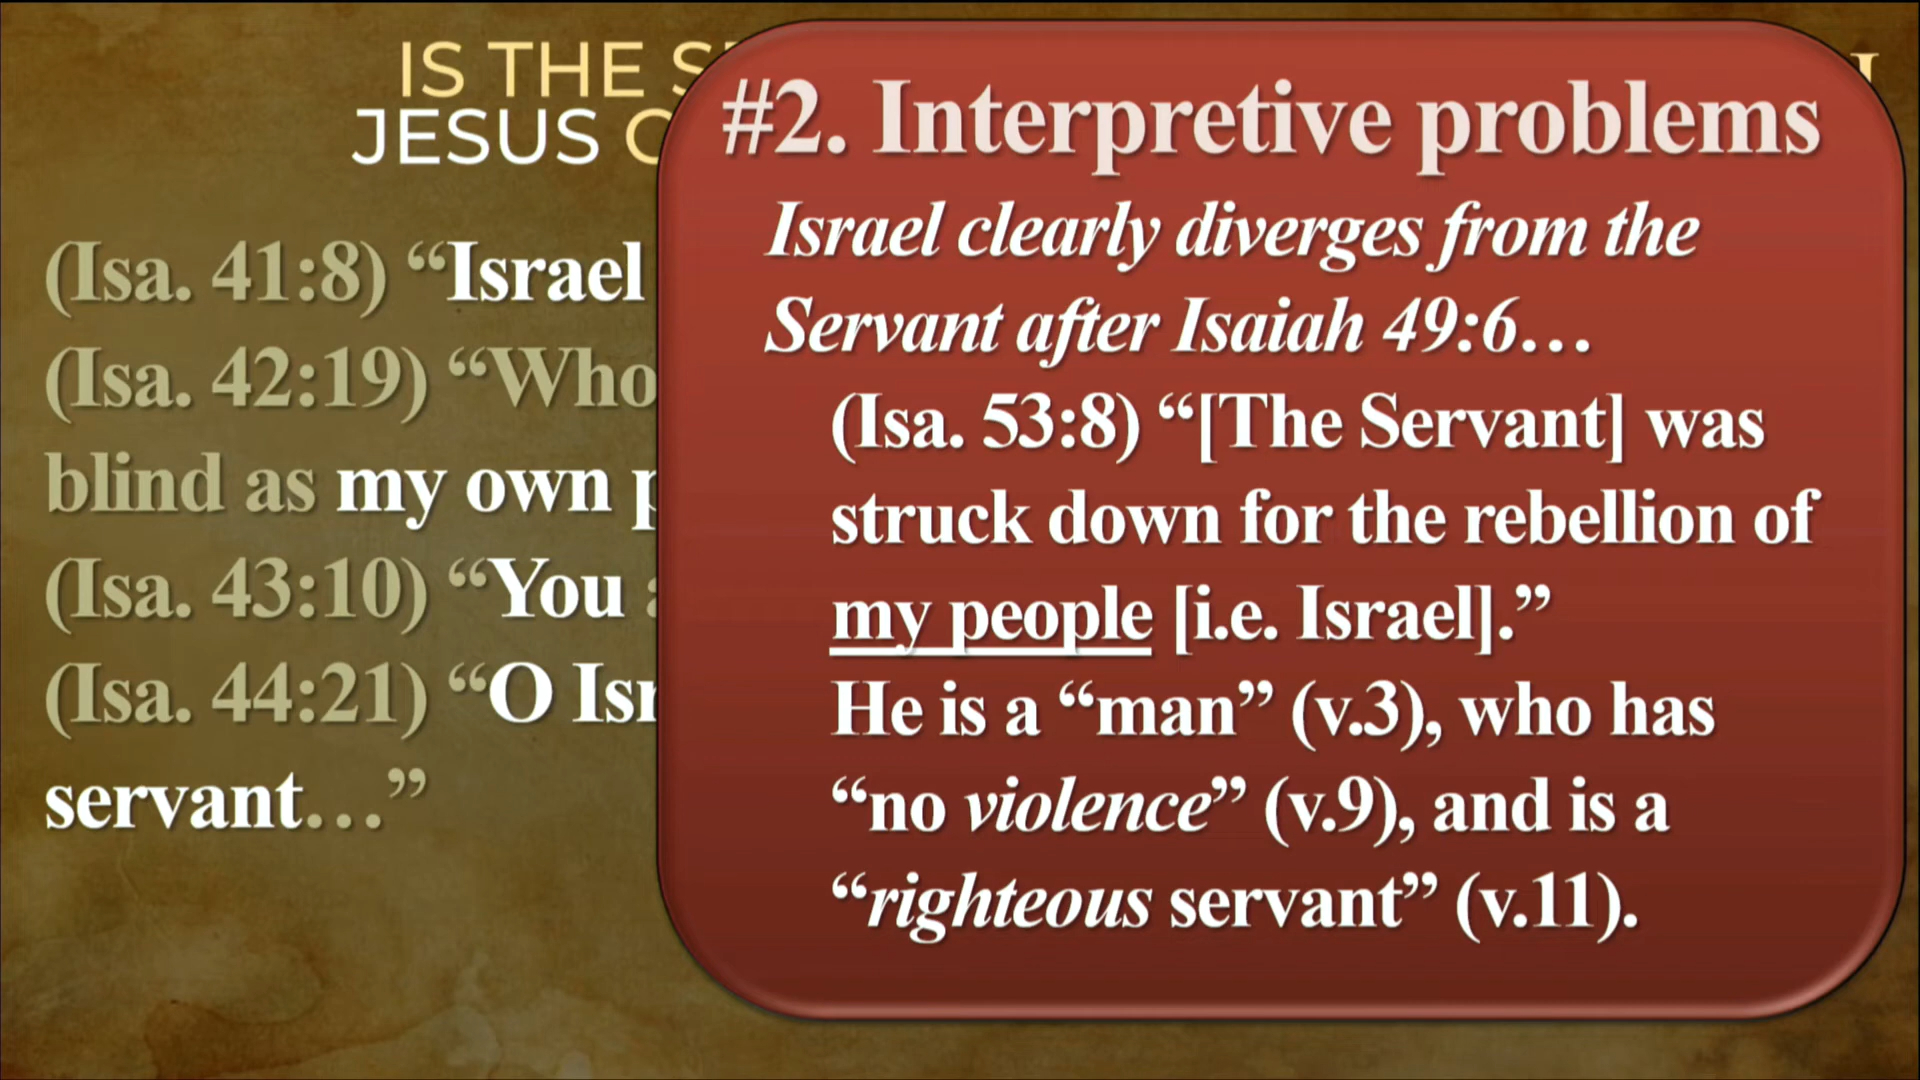 IS THE
JESUS
(Isa. 41:8) “Israel
(Isa. 42:19) “Who
blind as my own
(Isa. 43:10) “You
(Isa. 44:21) “O
servant…”
#2. Interpretive problems
Israel clearly diverges from the
Servant after Isaiah 49:6…
(Isa. 53:8) “[The Servant] was
struck down for the rebellion of
my people [i.e. Israel].”
He is a “man” (v.3), who has
“no violence” (v.9), and is a
“righteous servant” (v.11).